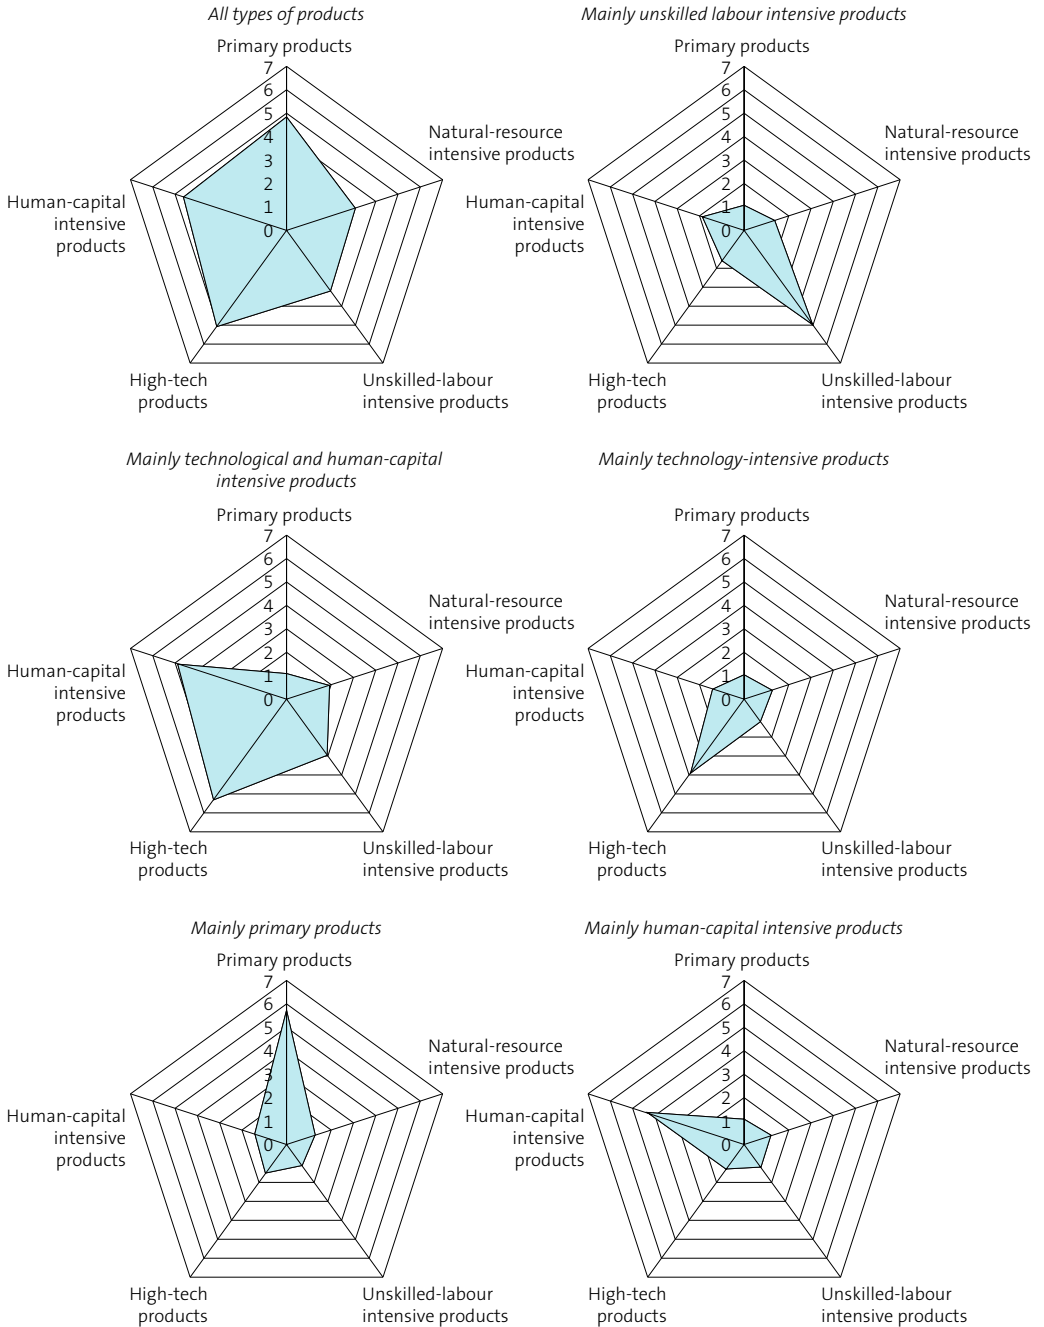 All types of products
Primary products
7
6
5
4
3
2
1
0
Natural-resource
intensive products
Human-capital
intensive
products
High-tech
products
Unskilled-labour
intensive products
Mainly unskilled labour intensive products
Primary products
7
6
5
4
3
2
1
0
Natural-resource
intensive products
Human-capital
intensive
products
High-tech
products
Unskilled-labour
intensive products
Mainly technological and human-capital
intensive products
Primary products
7
6
5
4
3
2
1
0
Natural-resource
intensive products
Human-capital
intensive
products
High-tech
products
Unskilled-labour
intensive products
Mainly technology-intensive products
Primary products
7
6
5
4
3
2
1
0
Natural-resource
intensive products
Human-capital
intensive
products
High-tech
products
Unskilled-labour
intensive products
Mainly primary products
Primary products
7
6
5
4
3
2
1
0
Natural-resource
intensive products
Human-capital
intensive
products
High-tech
products
Unskilled-labour
intensive products
Mainly human-capital intensive products
Primary products
7
6
5
4
3
2
1
0
Natural-resource
intensive products
Human-capital
intensive
products
High-tech
products
Unskilled-labour
intensive products